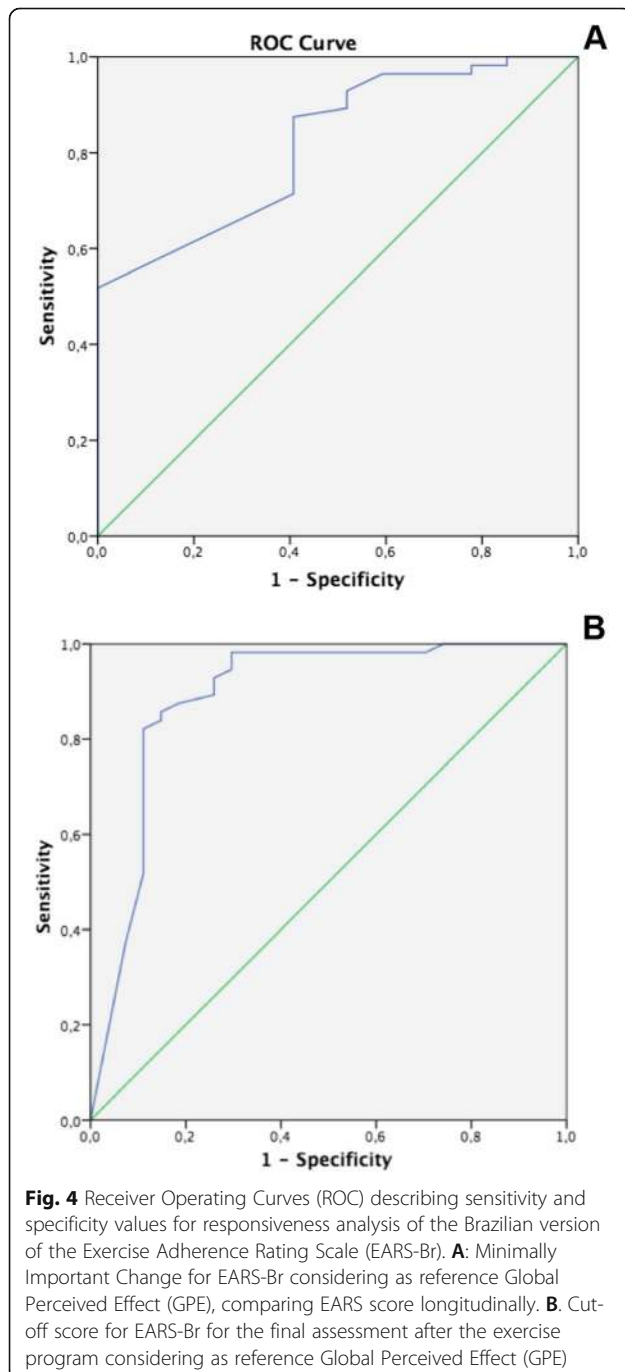 ROC Curve
A
1,0
0,8
0,6
0,4
0,2
0,0
Sensitivity
0,0 0,2 0,4 0,6 0,8 1,0
1 - Specificity
B
1,0
0,8
0,6
0,4
0,2
0,0
Sensitivity
0,0 0,2 0,4 0,6 0,8 1,0
1 - Specificity
Fig. 4 Receiver Operating Curves (ROC) describing sensitivity and
specificity values for responsiveness analysis of the Brazilian version
of the Exercise Adherence Rating Scale (EARS-Br). A: Minimally
Important Change for EARS-Br considering as reference Global
Perceived Effect (GPE), comparing EARS score longitudinally. B. Cut-
off score for EARS-Br for the final assessment after the exercise
program considering as reference Global Perceived Effect (GPE)